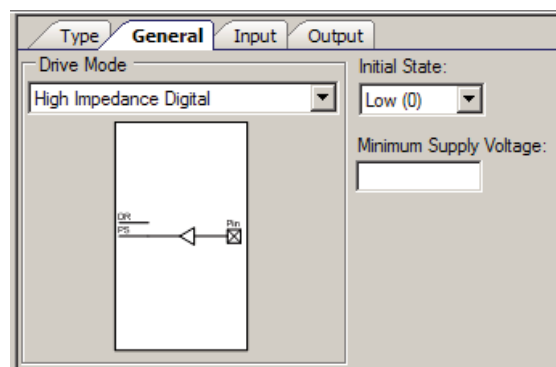 Type General Input Output
Drive Mode
High Impedance Digital
DR
PS
Pin
Initial State:
Low (0)
Minimum Supply Voltage: